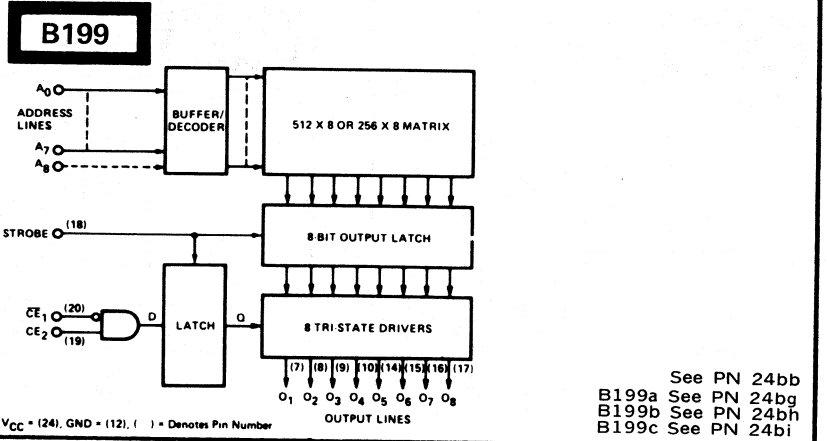 B199
A0
ADDRESS LINES
A7
A8
BUFFER/
DECODER
512 X 8 OR 256 X 8 MATRIX
STROBE (18)
8-BIT OUTPUT LATCH
CE1 (20)
CE2 (19)
D
LATCH
Q
8 TRI-STATE DRIVERS
(7) (8) (9) (10) (14) (15) (16) (17)
O1 O2 O3 O4 O5 O6 O7 O8
OUTPUT LINES
VCC = (24), GND = (12), ( ) = Denotes Pin Number
See PN 24bb
B199a See PN 24bg
B199b See PN 24bh
B199c See PN 24bi